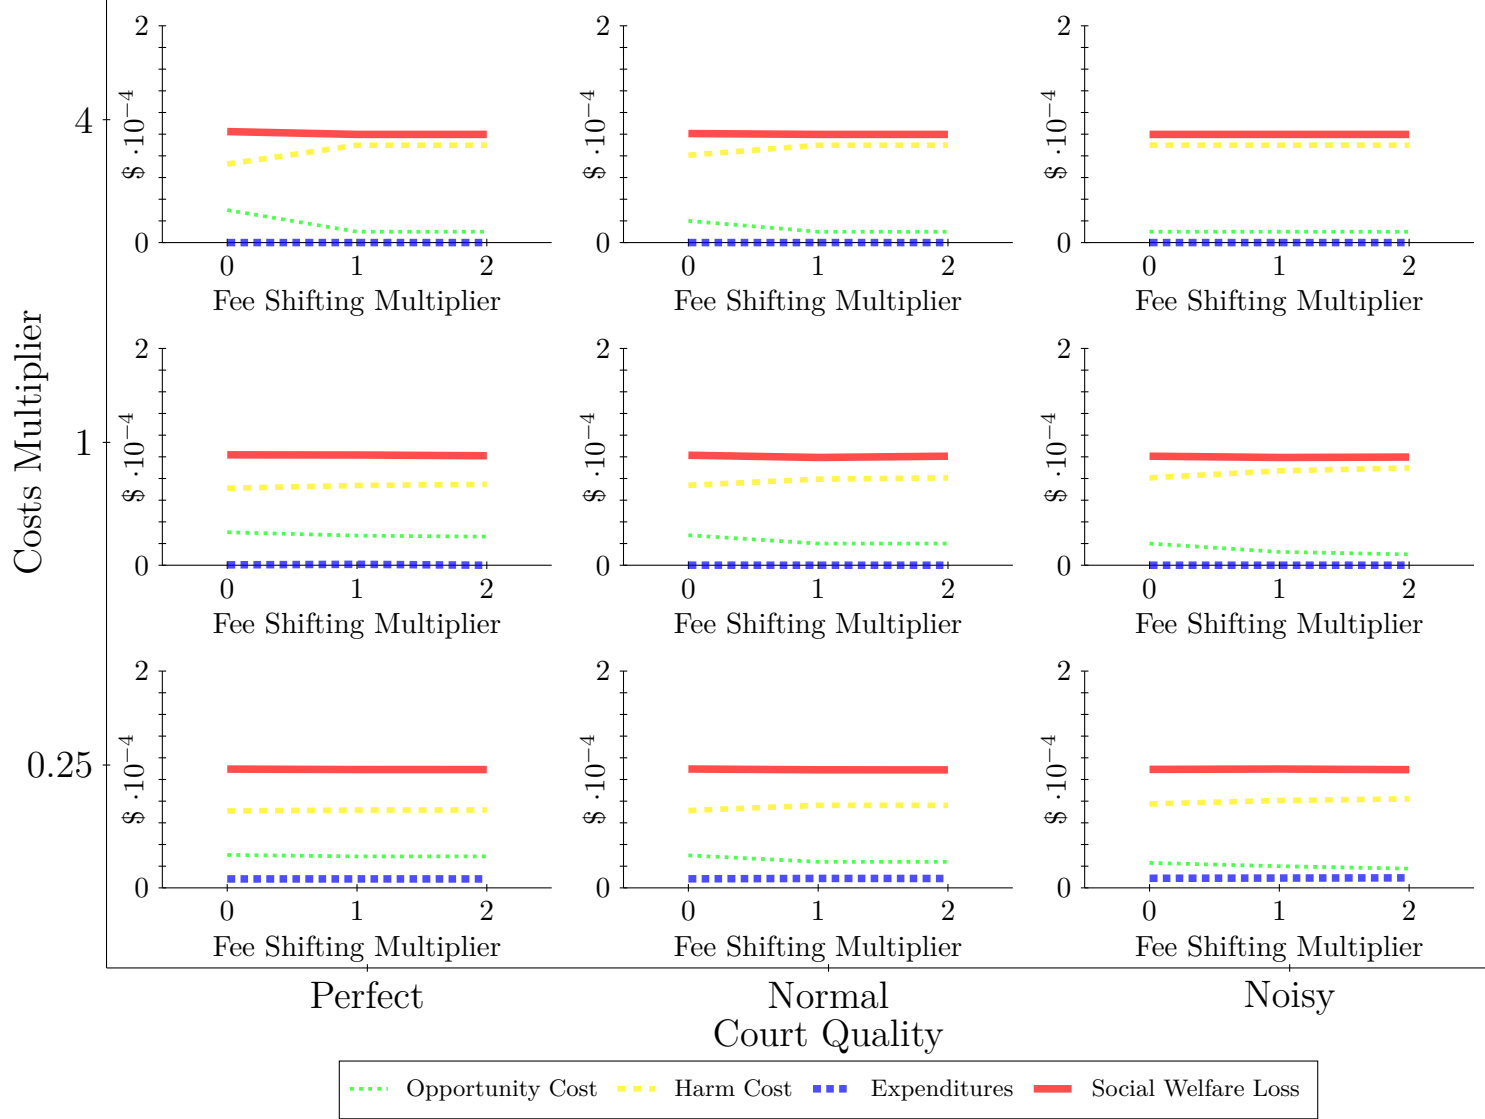 2
0
$ ·10−4
0 1 2
Fee Shifting Multiplier
2
0
$ ·10−4
0 1 2
Fee Shifting Multiplier
2
0
$ ·10−4
0 1 2
Fee Shifting Multiplier
2
0
$ ·10−4
0 1 2
Fee Shifting Multiplier
2
0
$ ·10−4
0 1 2
Fee Shifting Multiplier
2
0
$ ·10−4
0 1 2
Fee Shifting Multiplier
2
0
$ ·10−4
0 1 2
Fee Shifting Multiplier
2
0
$ ·10−4
0 1 2
Fee Shifting Multiplier
2
0
$ ·10−4
0 1 2
Fee Shifting Multiplier
4
1
0.25
Costs Multiplier
Perfect Normal Noisy
Court Quality
Opportunity Cost Harm Cost Expenditures Social Welfare Loss